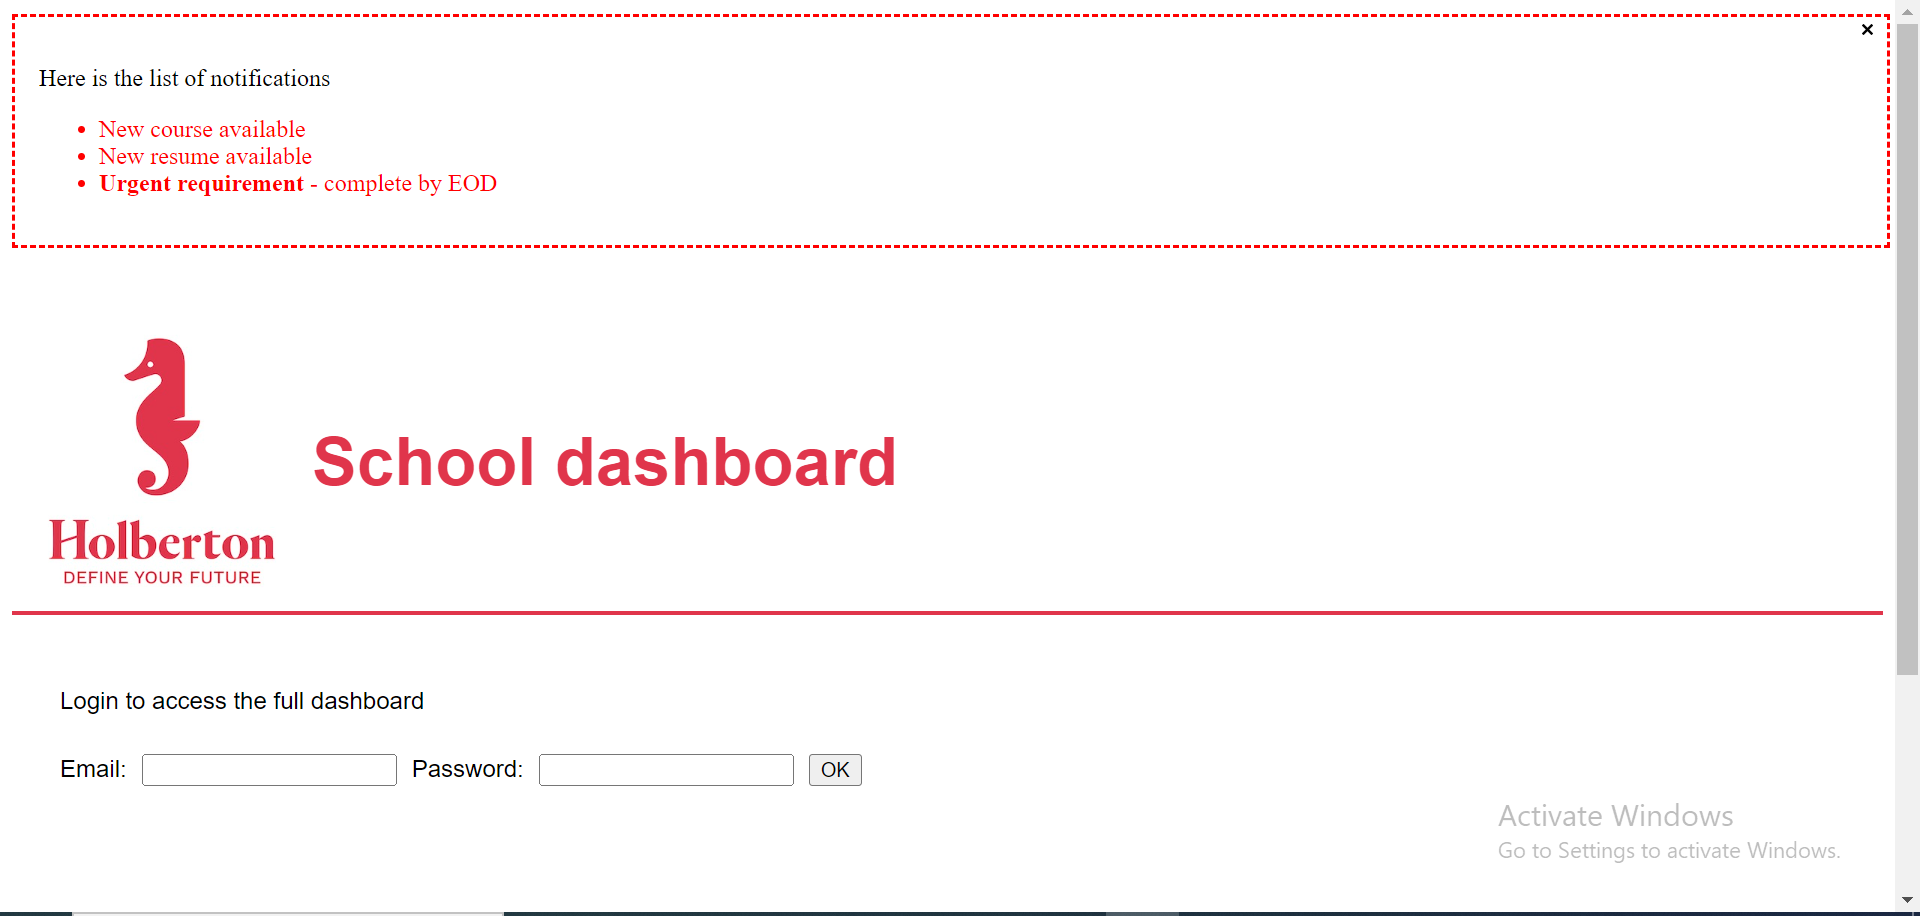 Here is the list of notifications
New course available
New resume available
Urgent requirement - complete by EOD
School dashboard
Holberton
DEFINE YOUR FUTURE
Login to access the full dashboard
Email: Password: OK
Activate Windows
Go to Settings to activate Windows.